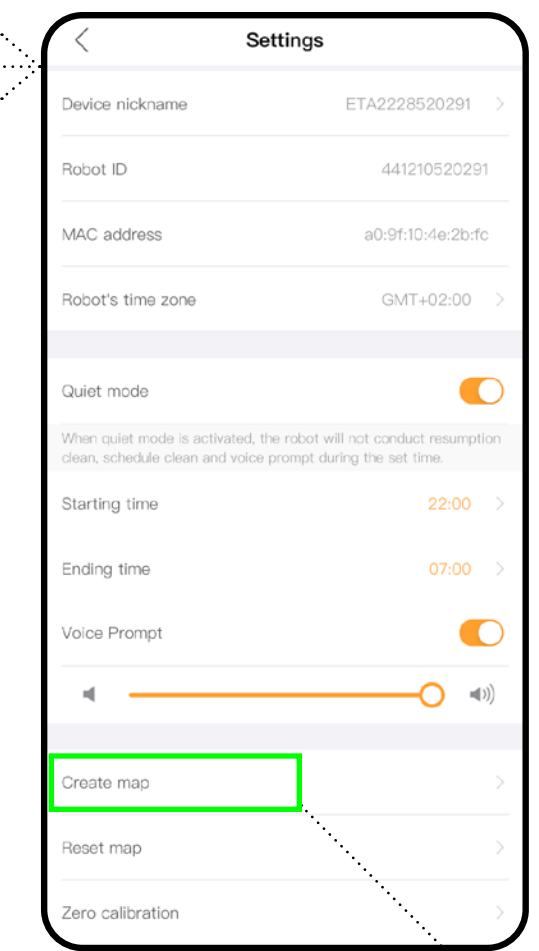 Settings
Device nickname ETA2228520291
Robot ID 441210520291
MAC address a0:9f:10:4e:2b:fc
Robot's time zone GMT+02:00
Quiet mode
When quiet mode is activated, the robot will not conduct resumption
clean, schedule clean and voice prompt during the set time.
Starting time 22:00
Ending time 07:00
Voice Prompt
Create map
Reset map
Zero calibration